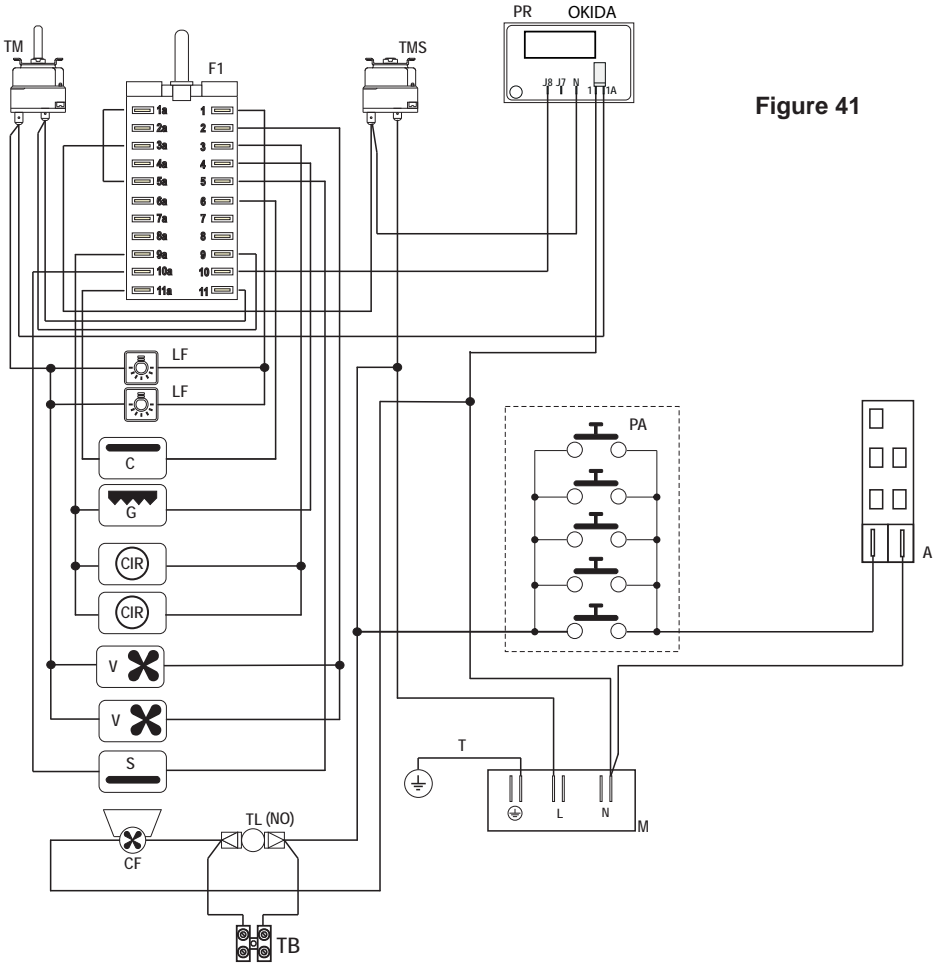 PR OKIDA
TM
F1
TMS
J8 J7 N 1 1A
Figure 41
1a 1
2a 2
3a 3
4a 4
5a 5
6a 6
7a 7
8a 8
9a 9
10a 10
11a 11
LF
LF
PA
C
G
A
CIR
CIR
V
V
T
S
L N
M
TL (NO)
CF
TB